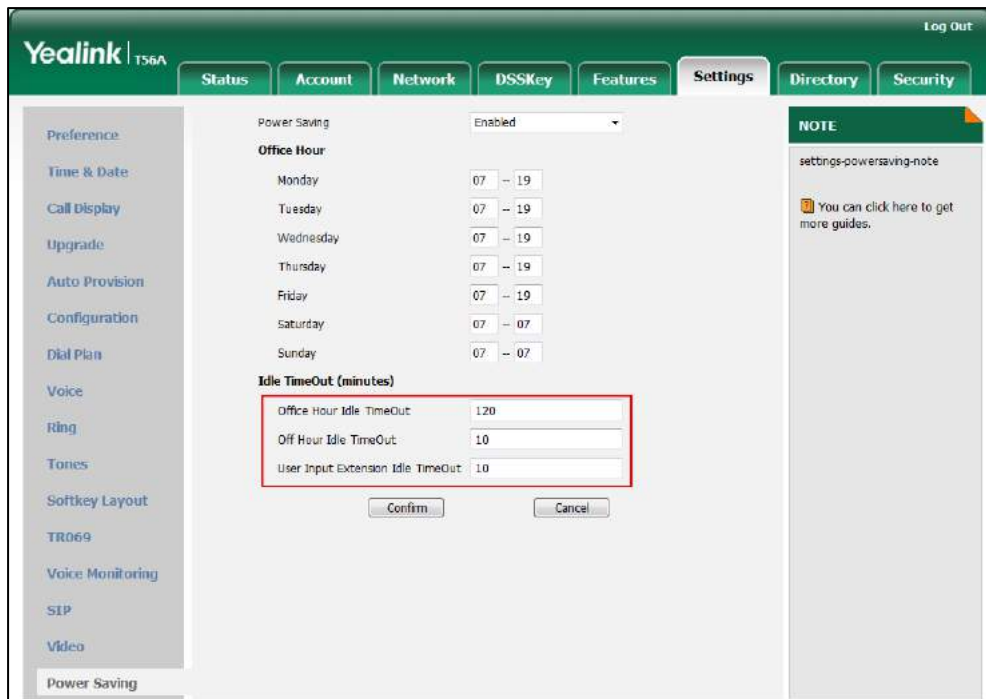 Log Out
Yealink T56A
Status Account Network DSSKey Features Settings Directory Security
Preference
Time & Date
Call Display
Upgrade
Auto Provision
Configuration
Dial Plan
Voice
Ring
Tones
Softkey Layout
TR069
Voice Monitoring
SIP
Video
Power Saving
Power Saving Enabled
Office Hour
Monday 07 -- 19
Tuesday 07 -- 19
Wednesday 07 -- 19
Thursday 07 -- 19
Friday 07 -- 19
Saturday 07 -- 07
Sunday 07 -- 07
Idle TimeOut (minutes)
Office Hour Idle TimeOut 120
Off Hour Idle TimeOut 10
User Input Extension Idle TimeOut 10
Confirm Cancel
NOTE
settings-powersaving-note
You can click here to get
more guides.